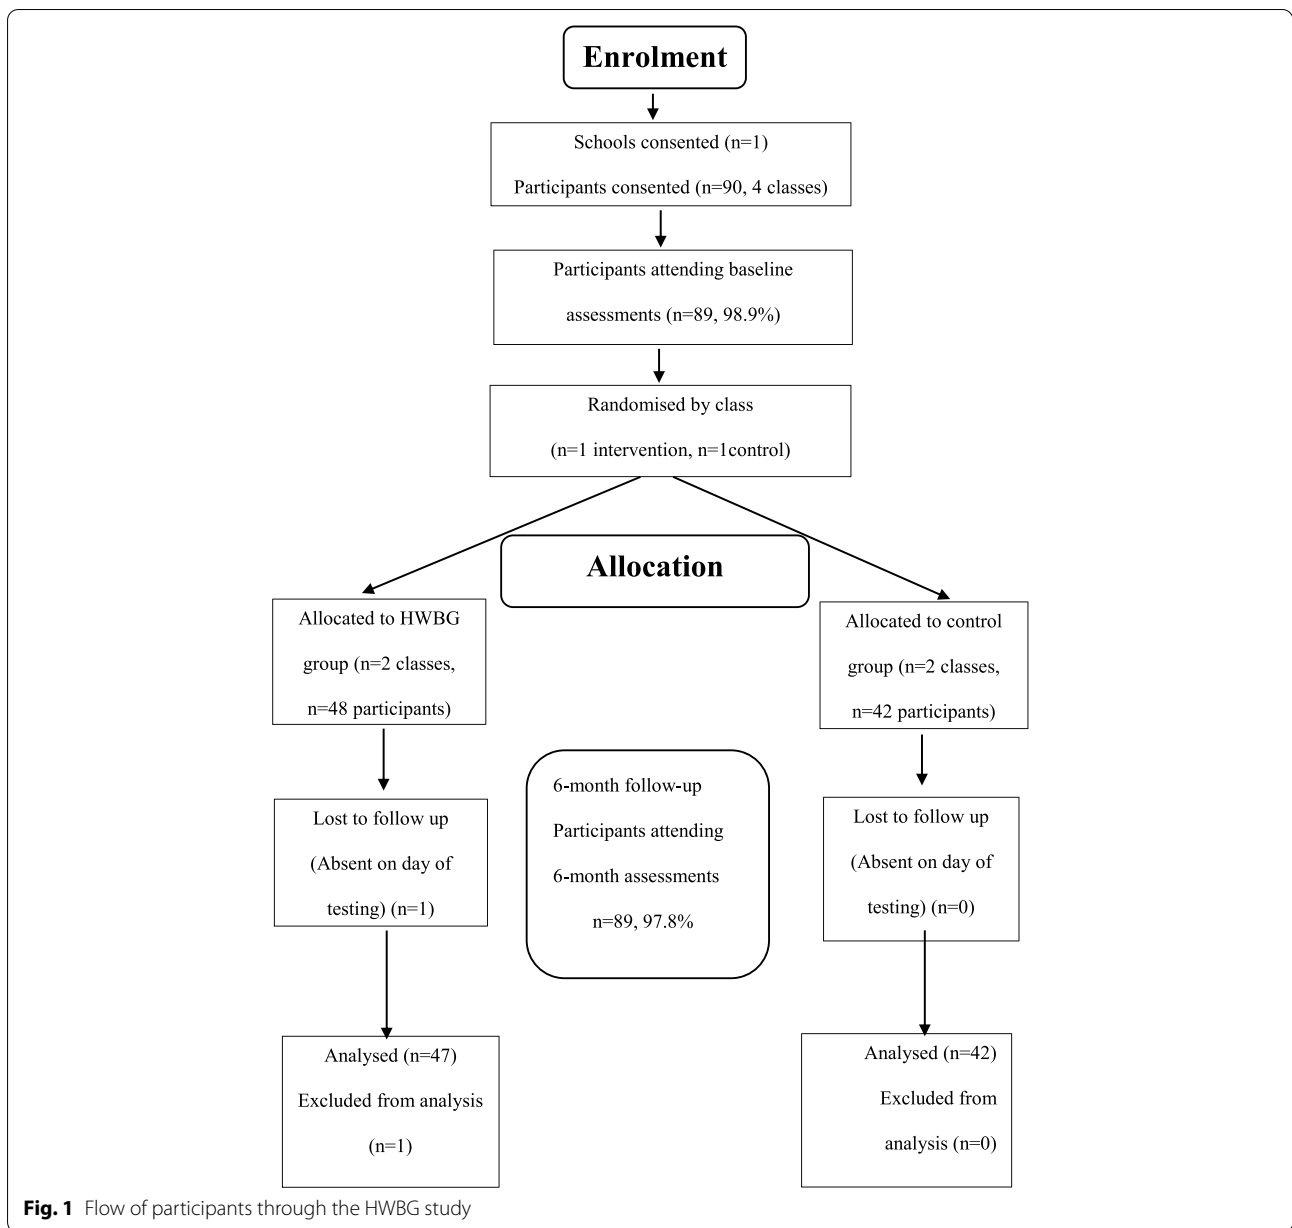 Enrolment
Schools consented (n=1)
Participants consented (n=90, 4 classes)
Participants attending baseline
assessments (n=89, 98.9%)
Randomised by class
(n=1 intervention, n=1control)
Allocation
Allocated to HWBG
group (n=2 classes,
n=48 participants)
Allocated to control
group (n=2 classes,
n=42 participants)
Lost to follow up
(Absent on day of
testing) (n=1)
6-month follow-up
Participants attending
6-month assessments
n=89, 97.8%
Lost to follow up
(Absent on day of
testing) (n=0)
Analysed (n=47)
Excluded from analysis
(n=1)
Analysed (n=42)
Excluded from
analysis (n=0)
Fig. 1 Flow of participants through the HWBG study